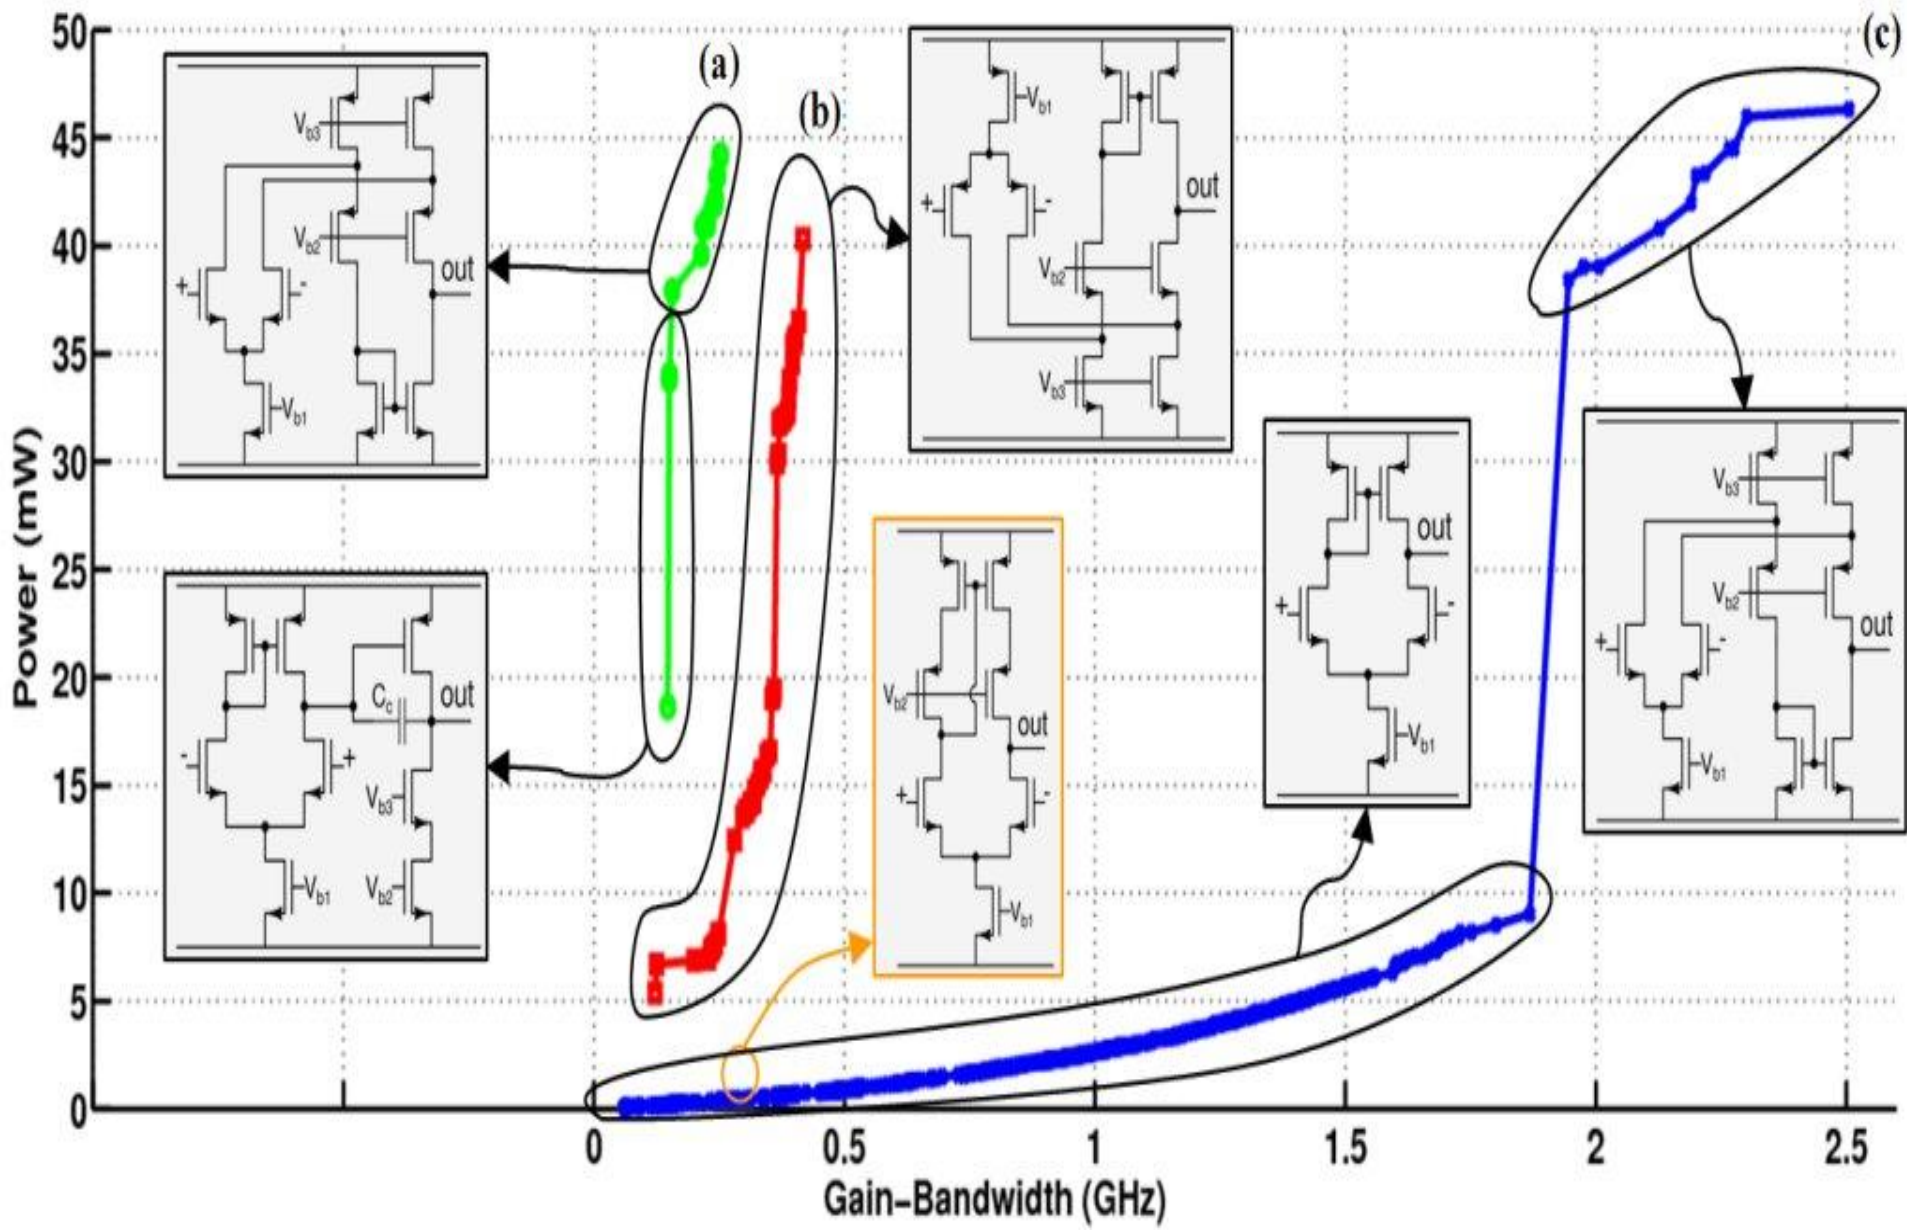 50
45
40
35
30
25
20
15
10
5
0
Power (mW)
0
0.5
1
1.5
2
2.5
Gain–Bandwidth (GHz)
(a)
(b)
(c)
Vb3
Vb2
out
+
-
Vb1
Cc
out
-
+
Vb3
Vb1
Vb2
Vb1
+
-
out
Vb2
Vb3
Vb2
out
+
-
Vb1
out
+
-
Vb1
Vb3
Vb2
out
+
-
Vb1